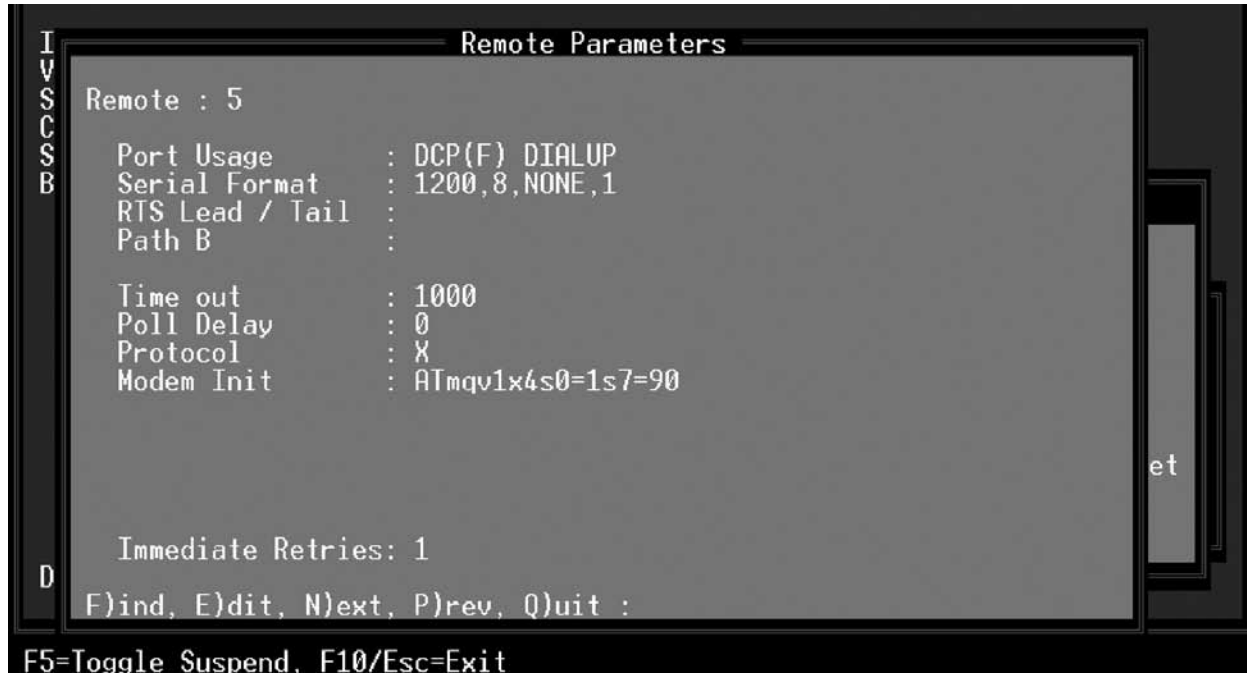 Remote Parameters
I
V
S
C
S
B
Remote : 5
Port Usage : DCP(F) DIALUP
Serial Format : 1200,8,NONE,1
RTS Lead / Tail :
Path B :
Time out : 1000
Poll Delay : 0
Protocol : X
Modem Init : ATmqv1x4s0=1s7=90
et
Immediate Retries: 1
D
F)ind, E)dit, N)ext, P)rev, Q)uit :
F5=Toggle Suspend, F10/Esc=Exit